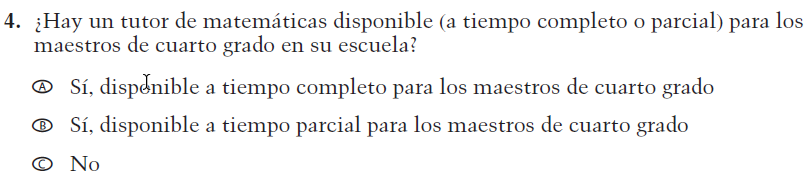 4. ¿Hay un tutor de matemáticas disponible (a tiempo completo o parcial) para los
maestros de cuarto grado en su escuela?
A Sí, disponible a tiempo completo para los maestros de cuarto grado
B Sí, disponible a tiempo parcial para los maestros de cuarto grado
C No